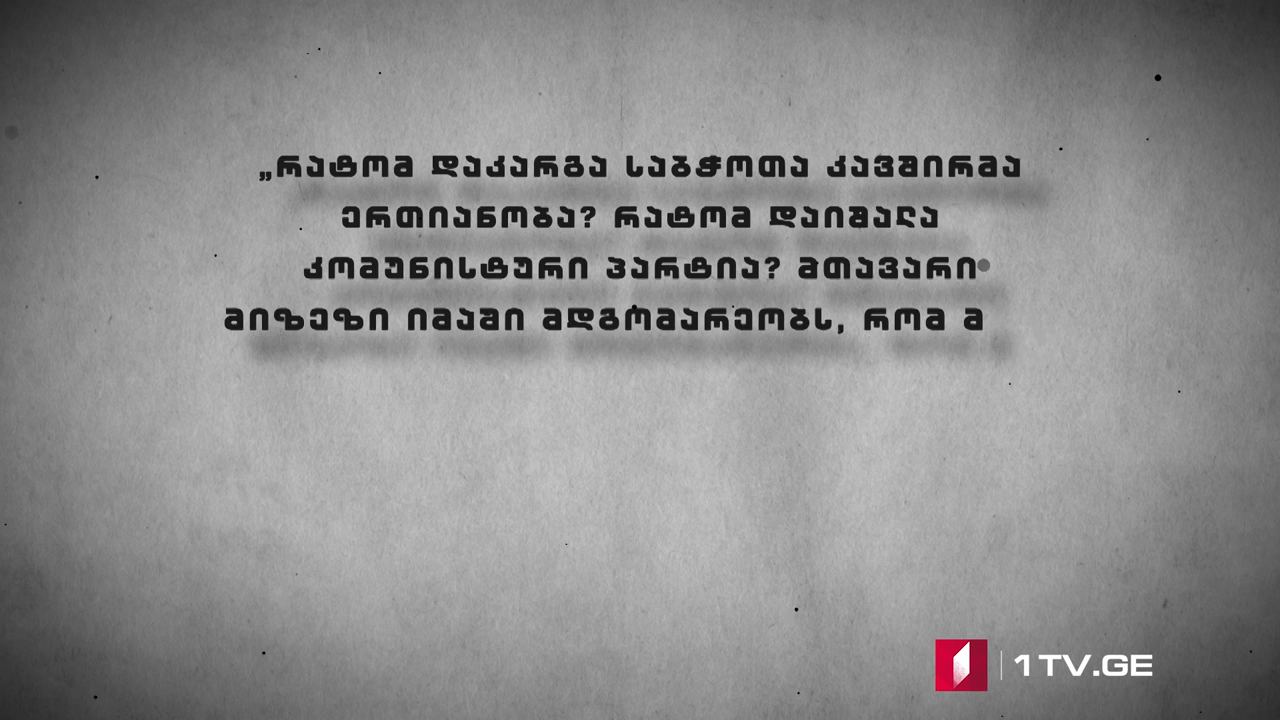 „რატომ დაკარგა საბჭოთა კავშირმა
ერთიანობა? რატომ დაიშალა
კომუნისტური პარტია? მთავარი
მიზეზი იმაში მდგომარეობს, რომ მ
1TV.GE